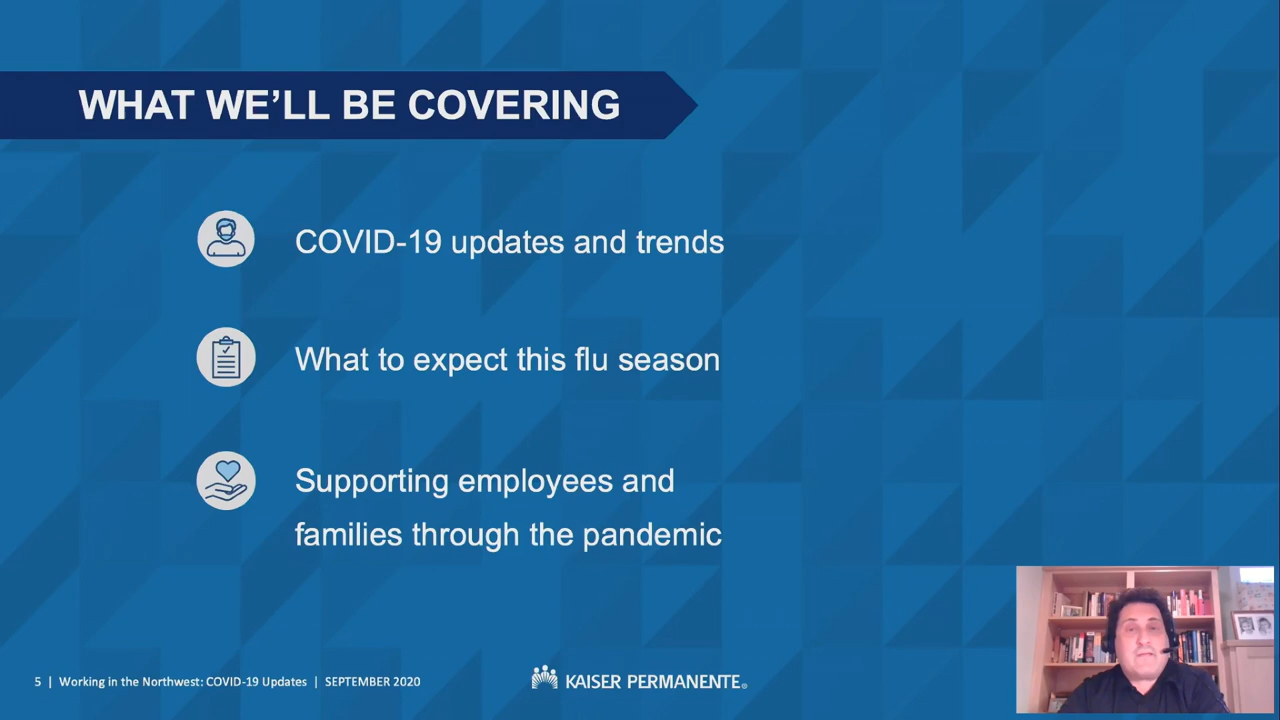 WHAT WE’LL BE COVERING
COVID-19 updates and trends
What to expect this flu season
Supporting employees and
families through the pandemic
5 | Working in the Northwest: COVID-19 Updates | SEPTEMBER 2020
KAISER PERMANENTE®